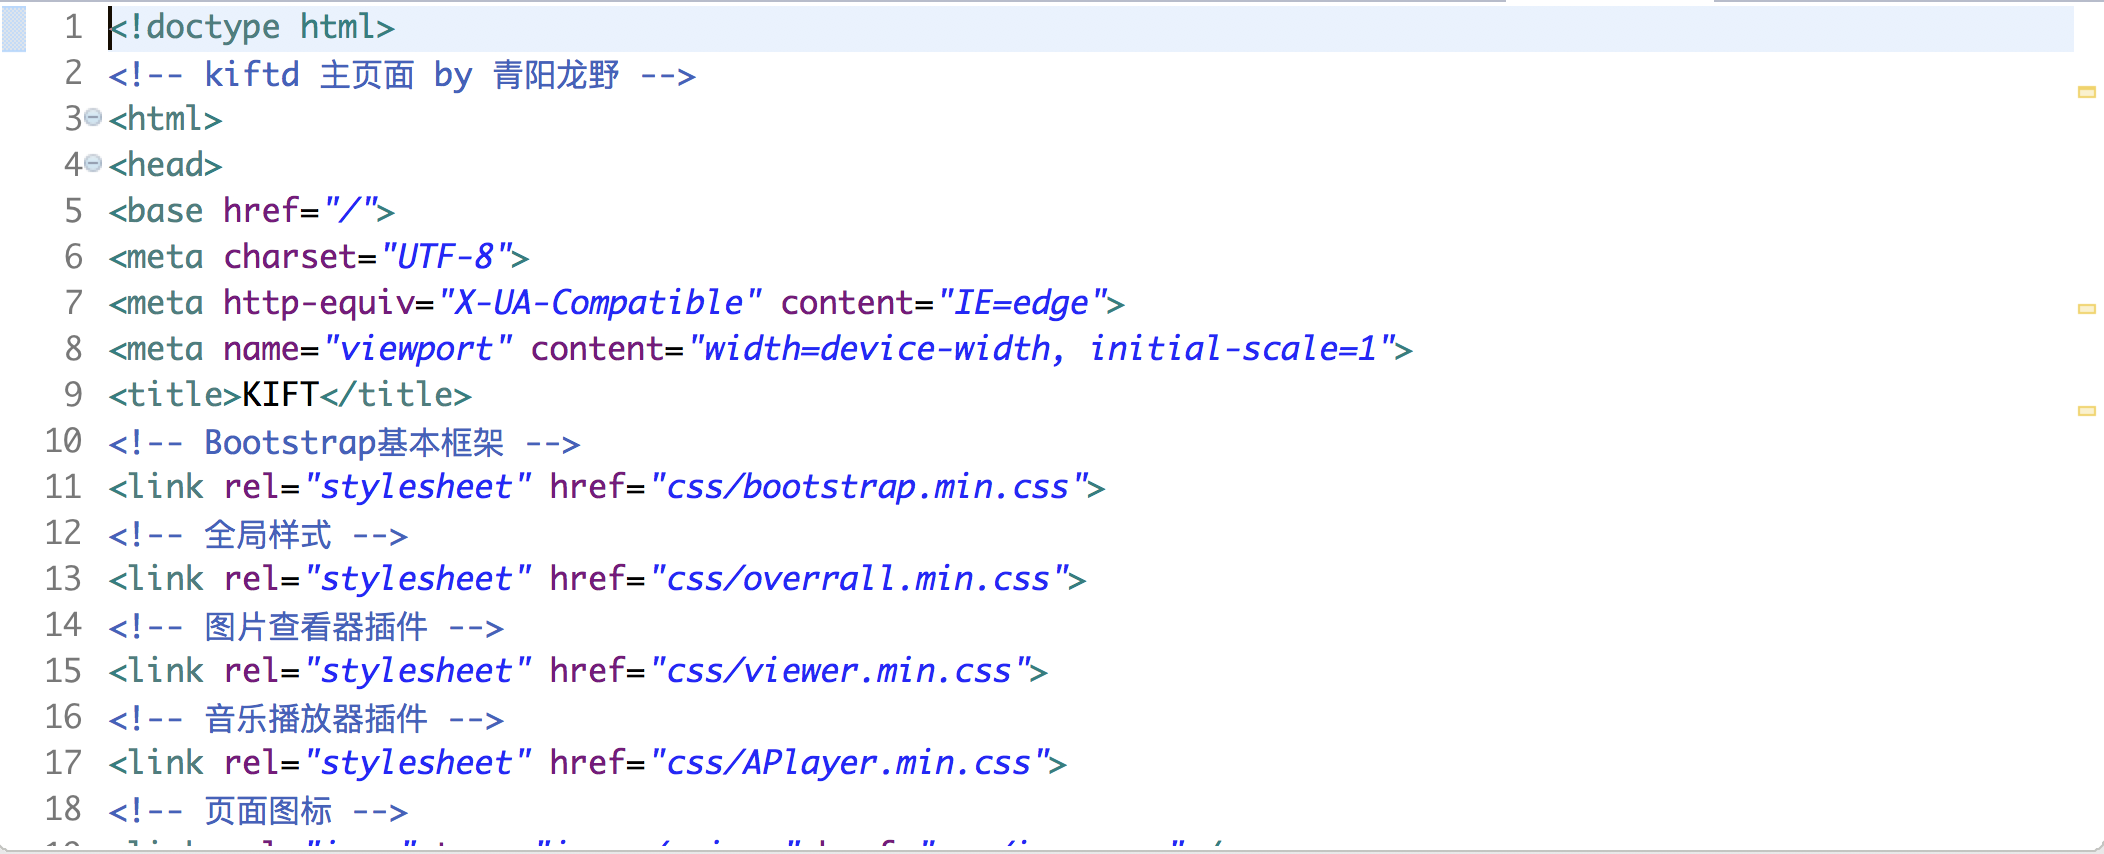 1 <!doctype html>
2 <!-- kiftd 主页面 by 青阳龙野 -->
3 <html>
4 <head>
5 <base href="/">
6 <meta charset="UTF-8">
7 <meta http-equiv="X-UA-Compatible" content="IE=edge">
8 <meta name="viewport" content="width=device-width, initial-scale=1">
9 <title>KIFT</title>
10 <!-- Bootstrap基本框架 -->
11 <link rel="stylesheet" href="css/bootstrap.min.css">
12 <!-- 全局样式 -->
13 <link rel="stylesheet" href="css/overrall.min.css">
14 <!-- 图片查看器插件 -->
15 <link rel="stylesheet" href="css/viewer.min.css">
16 <!-- 音乐播放器插件 -->
17 <link rel="stylesheet" href="css/APlayer.min.css">
18 <!-- 页面图标 -->